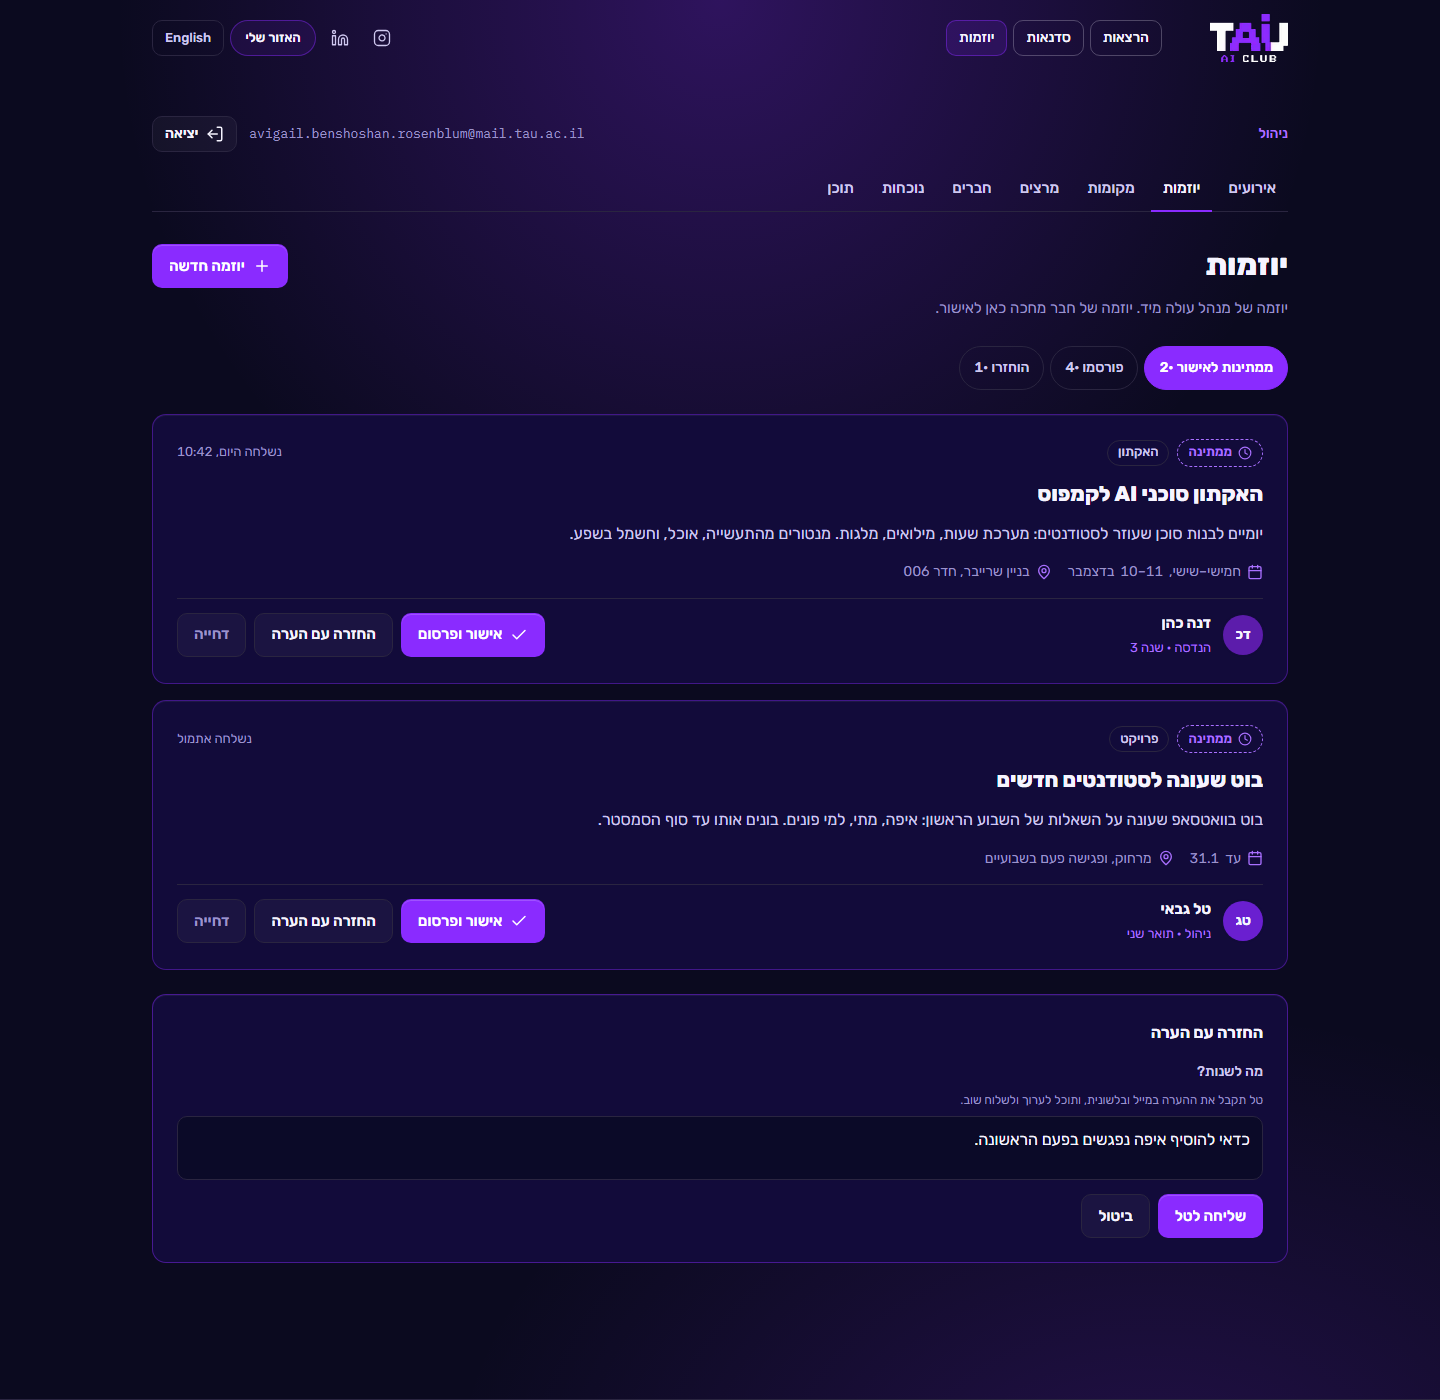 TAU
AI CLUB
הרצאות
סדנאות
יוזמות
האזור שלי
English
ניהול
avigail.benshoshan.rosenblum@mail.tau.ac.il
יציאה
אירועים
יוזמות
מקומות
מרצים
חברים
נוכחות
תוכן
יוזמות
יוזמה חדשה
יוזמה של מנהל עולה מיד. יוזמה של חבר מחכה כאן לאישור.
ממתינות לאישור •2
פורסמו •4
הוחזרו •1
ממתינה
האקתון
נשלחה היום, 10:42
האקתון סוכני AI לקמפוס
יומיים לבנות סוכן שעוזר לסטודנטים: מערכת שעות, מילואים, מלגות. מנטורים מהתעשייה, אוכל, וחשמל בשפע.
חמישי-שישי, 10–11 בדצמבר
בניין שרייבר, חדר 006
דכ
דנה כהן
הנדסה • שנה 3
אישור ופרסום
החזרה עם הערה
דחייה
ממתינה
פרויקט
נשלחה אתמול
בוט שעונה לסטודנטים חדשים
בוט בוואטסאפ שעונה על השאלות של השבוע הראשון: איפה, מתי, למי פונים. בונים אותו עד סוף הסמסטר.
עד 31.1
מרחוק, ופגישה פעם בשבועיים
טג
טל גבאי
ניהול • תואר שני
אישור ופרסום
החזרה עם הערה
דחייה
החזרה עם הערה
מה לשנות?
טל תקבל את ההערה במייל ובלשונית, ותוכל לערוך ולשלוח שוב.
כדאי להוסיף איפה נפגשים בפעם הראשונה.
שליחה לטל
ביטול